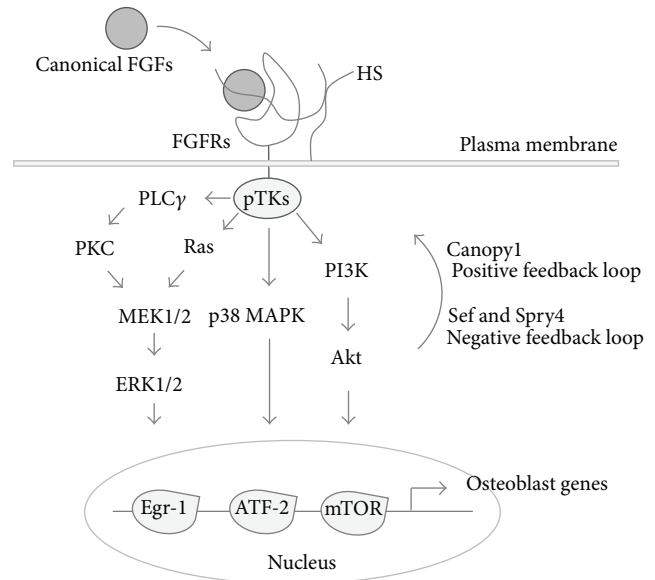 Canonical FGFs
HS
FGFRs
Plasma membrane
PLCγ
pTKs
PKC
Ras
PI3K
Canopy1
Positive feedback loop
MEK1/2
p38 MAPK
Sef and Spry4
Negative feedback loop
Akt
ERK1/2
Osteoblast genes
Egr-1
ATF-2
mTOR
Nucleus